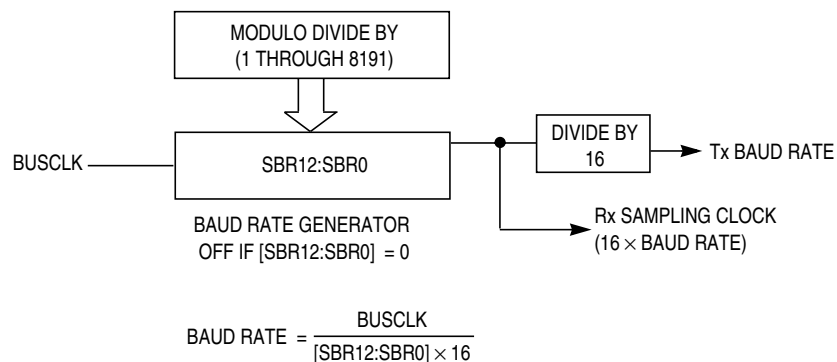 MODULO DIVIDE BY
(1 THROUGH 8191)
BUSCLK
SBR12:SBR0
DIVIDE BY
16
Tx BAUD RATE
BAUD RATE GENERATOR
OFF IF [SBR12:SBR0] = 0
Rx SAMPLING CLOCK
(16 × BAUD RATE)
BAUD RATE =
BUSCLK
[SBR12:SBR0] × 16